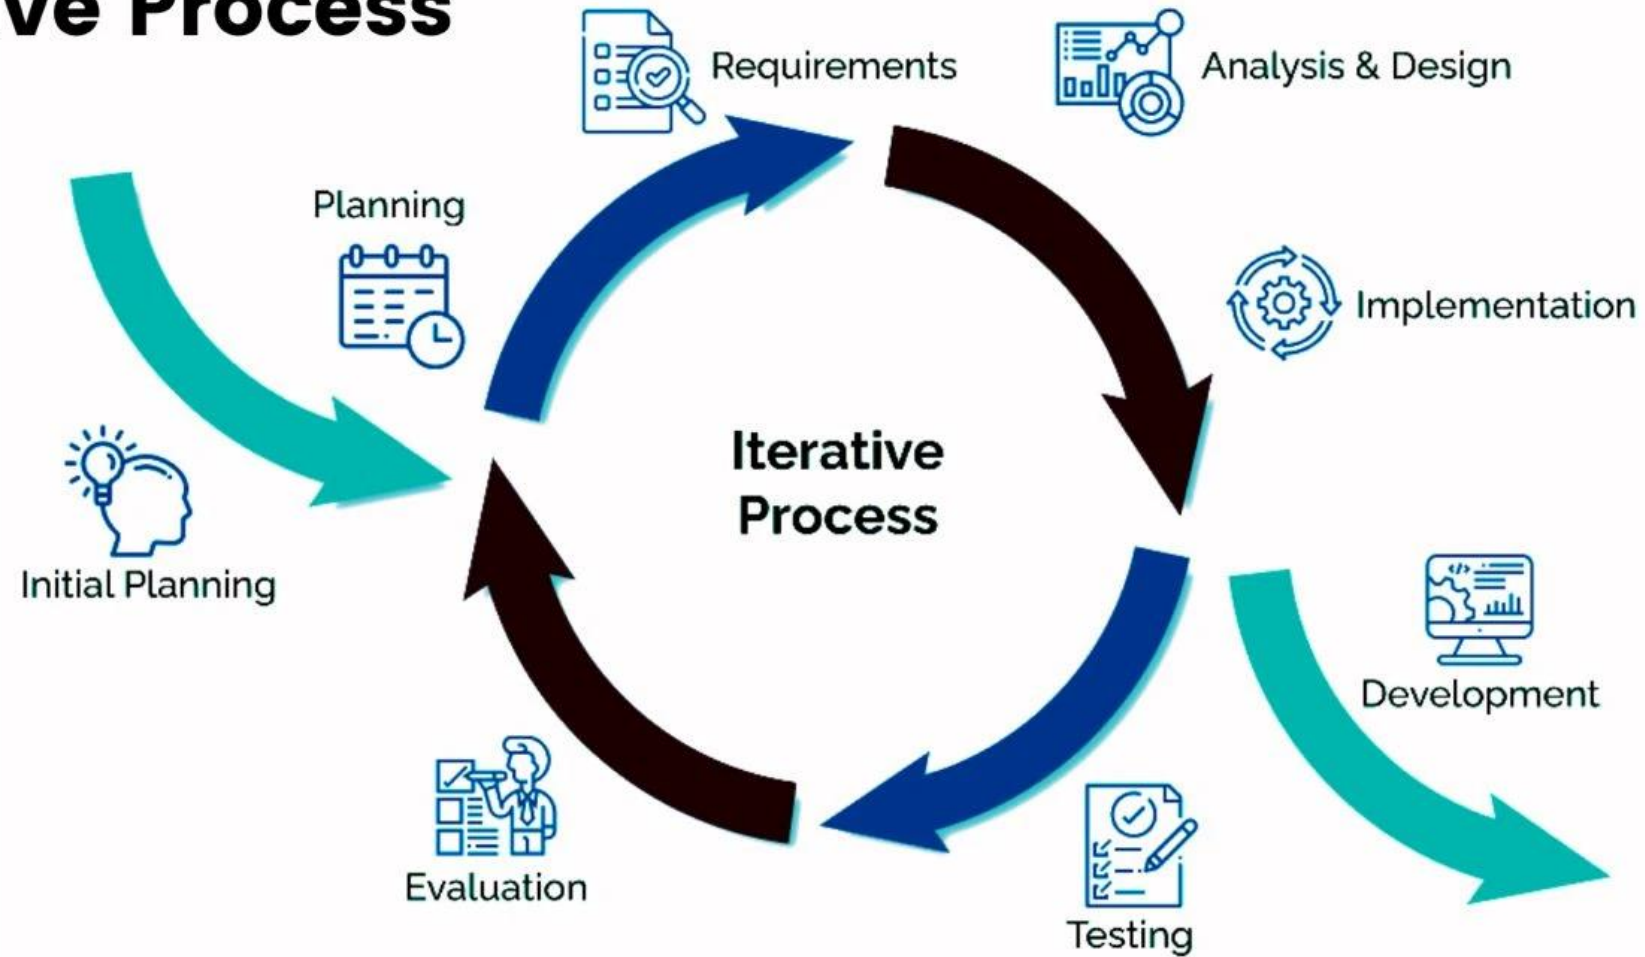 ve Process
Requirements
Analysis & Design
Planning
Implementation
Iterative
Process
Initial Planning
Development
Evaluation
Testing